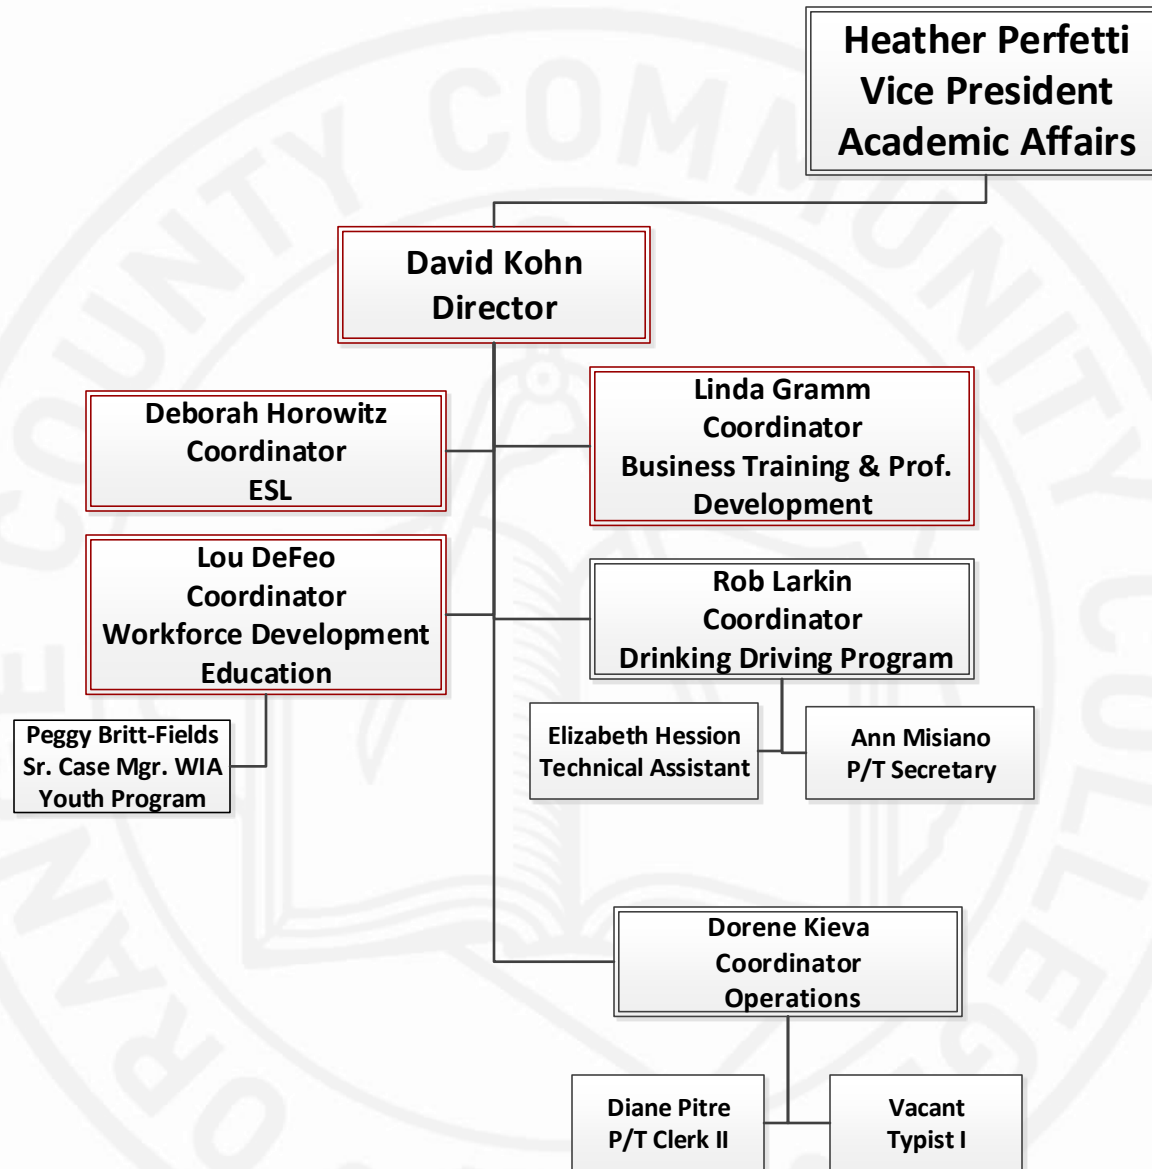 Heather Perfetti
Vice President
Academic Affairs
David Kohn
Director
Deborah Horowitz
Coordinator
ESL
Linda Gramm
Coordinator
Business Training & Prof.
Development
Lou DeFeo
Coordinator
Workforce Development
Education
Rob Larkin
Coordinator
Drinking Driving Program
Peggy Britt-Fields
Sr. Case Mgr. WIA
Youth Program
Elizabeth Hession
Technical Assistant
Ann Misiano
P/T Secretary
Dorene Kieva
Coordinator
Operations
Diane Pitre
P/T Clerk II
Vacant
Typist I
COUNTY COMMUNITY COLLEG